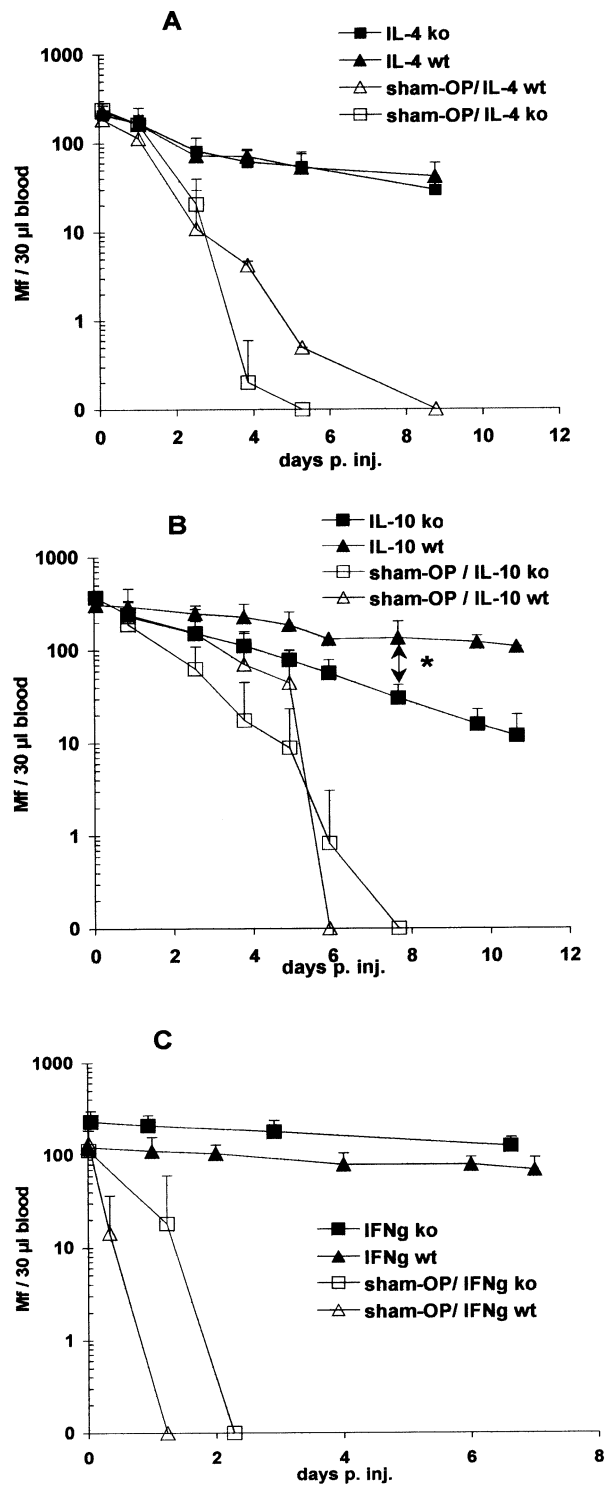 A
IL-4 ko
IL-4 wt
sham-OP/ IL-4 wt
sham-OP/ IL-4 ko
1000
100
10
1
0
Mf / 30 µl blood
0 2 4 6 8 10 12
days p. inj.
B
IL-10 ko
IL-10 wt
sham-OP / IL-10 ko
sham-OP / IL-10 wt
1000
100
10
1
0
Mf / 30 µl blood
*
0 2 4 6 8 10 12
days p. inj.
C
1000
100
10
1
0
Mf / 30 µl blood
IFNg ko
IFNg wt
sham-OP/ IFNg ko
sham-OP/ IFNg wt
0 2 4 6 8
days p. inj.